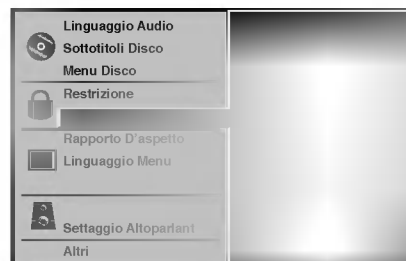 Linguaggio Audio
Sottotitoli Disco
Menu Disco
Restrizione
Rapporto D'aspetto
Linguaggio Menu
Settaggio Altoparlant
Altri